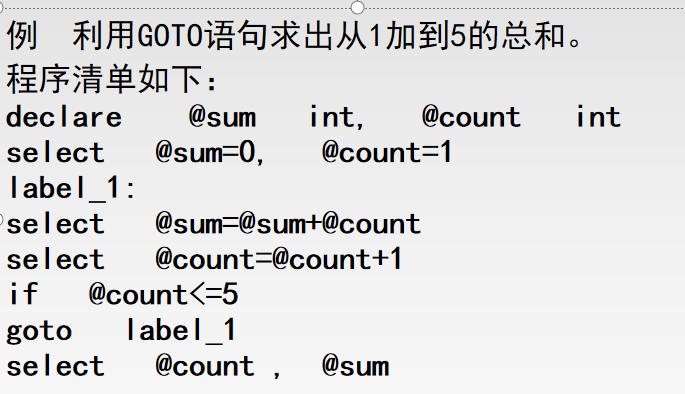 例 利用GOTO语句求出从1加到5的总和。
程序清单如下：
declare @sum int, @count int
select @sum=0, @count=1
label_1:
select @sum=@sum+@count
select @count=@count+1
if @count<=5
goto label_1
select @count , @sum